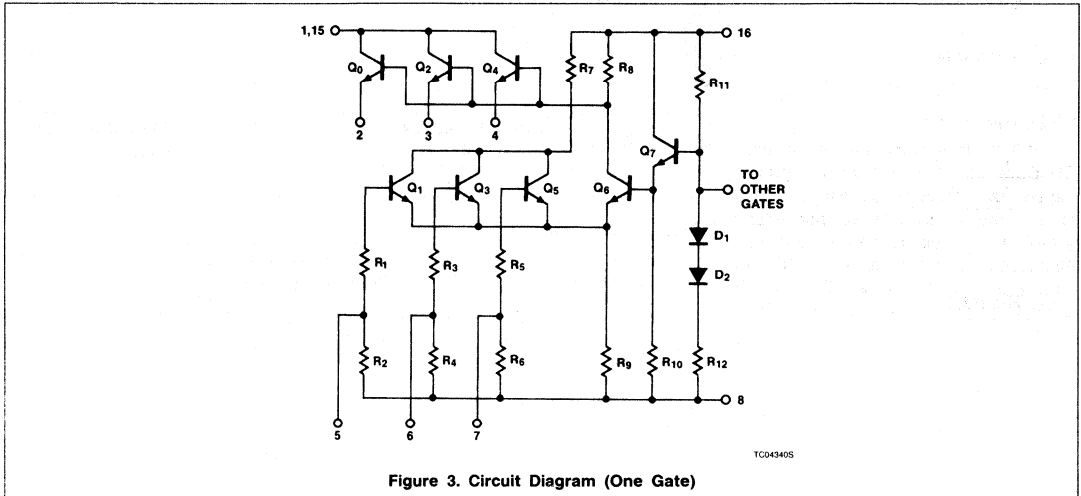 1,15
16
Q0
Q2
Q4
R7
R8
R11
2
3
4
Q7
Q1
Q3
Q5
Q6
TO
OTHER
GATES
D1
D2
R1
R3
R5
R2
R4
R6
R9
R10
R12
8
5
6
7
TC04340S
Figure 3. Circuit Diagram (One Gate)